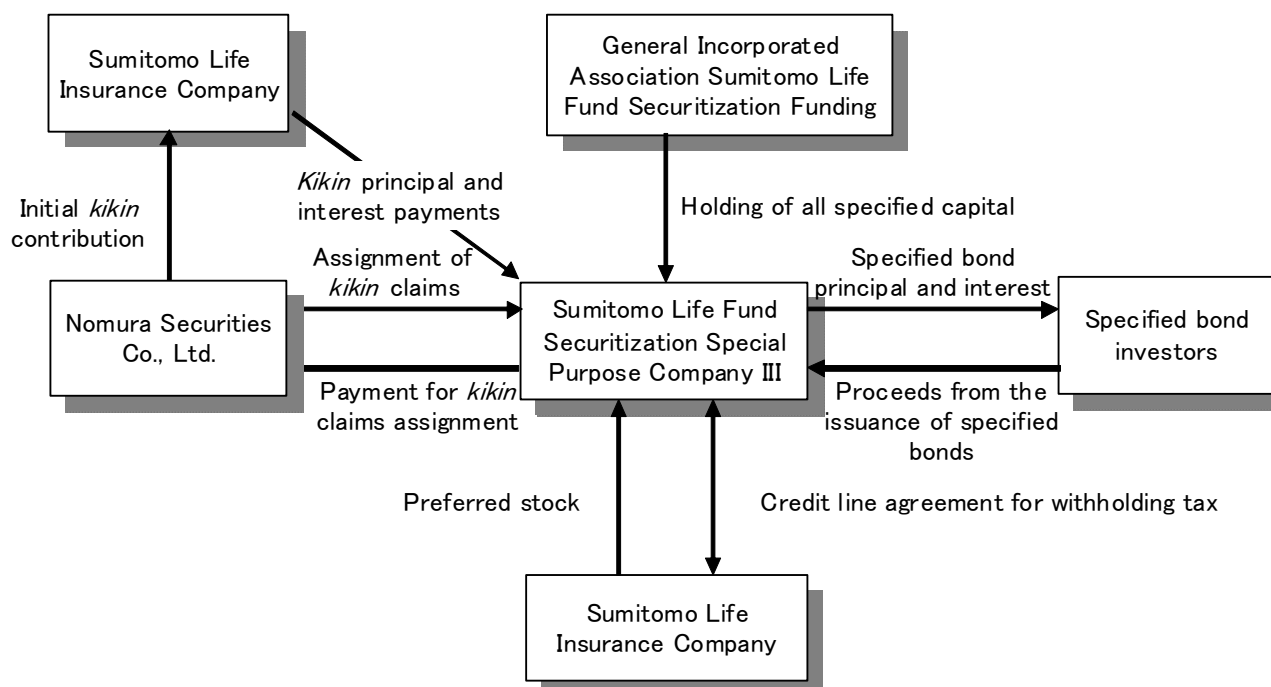 Sumitomo Life
Insurance Company
General Incorporated
Association Sumitomo Life
Fund Securitization Funding
Kikin principal and
interest payments
Initial kikin
contribution
Holding of all specified capital
Assignment of
kikin claims
Specified bond
principal and interest
Nomura Securities
Co., Ltd.
Sumitomo Life Fund
Securitization Special
Purpose Company III
Specified bond
investors
Payment for kikin
claims assignment
Proceeds from the
issuance of specified
bonds
Preferred stock
Credit line agreement for withholding tax
Sumitomo Life
Insurance Company